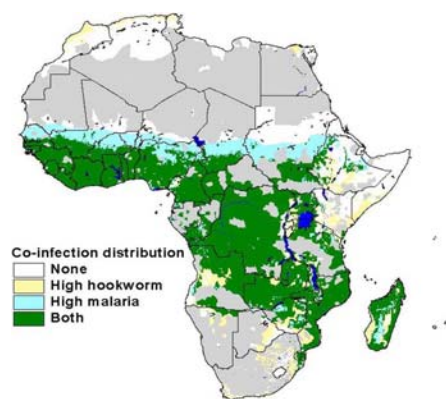 Co-infection distribution
None
High hookworm
High malaria
Both